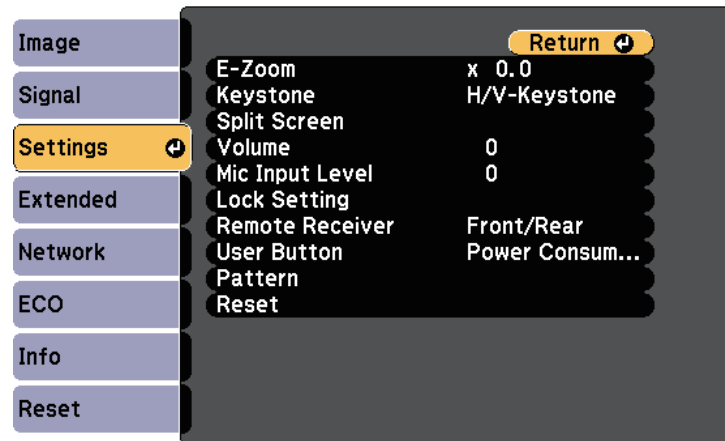 Image
Signal
Settings
Extended
Network
ECO
Info
Reset
Return
E-Zoom x 0.0
Keystone H/V-Keystone
Split Screen
Volume 0
Mic Input Level 0
Lock Setting
Remote Receiver Front/Rear
User Button Power Consum...
Pattern
Reset